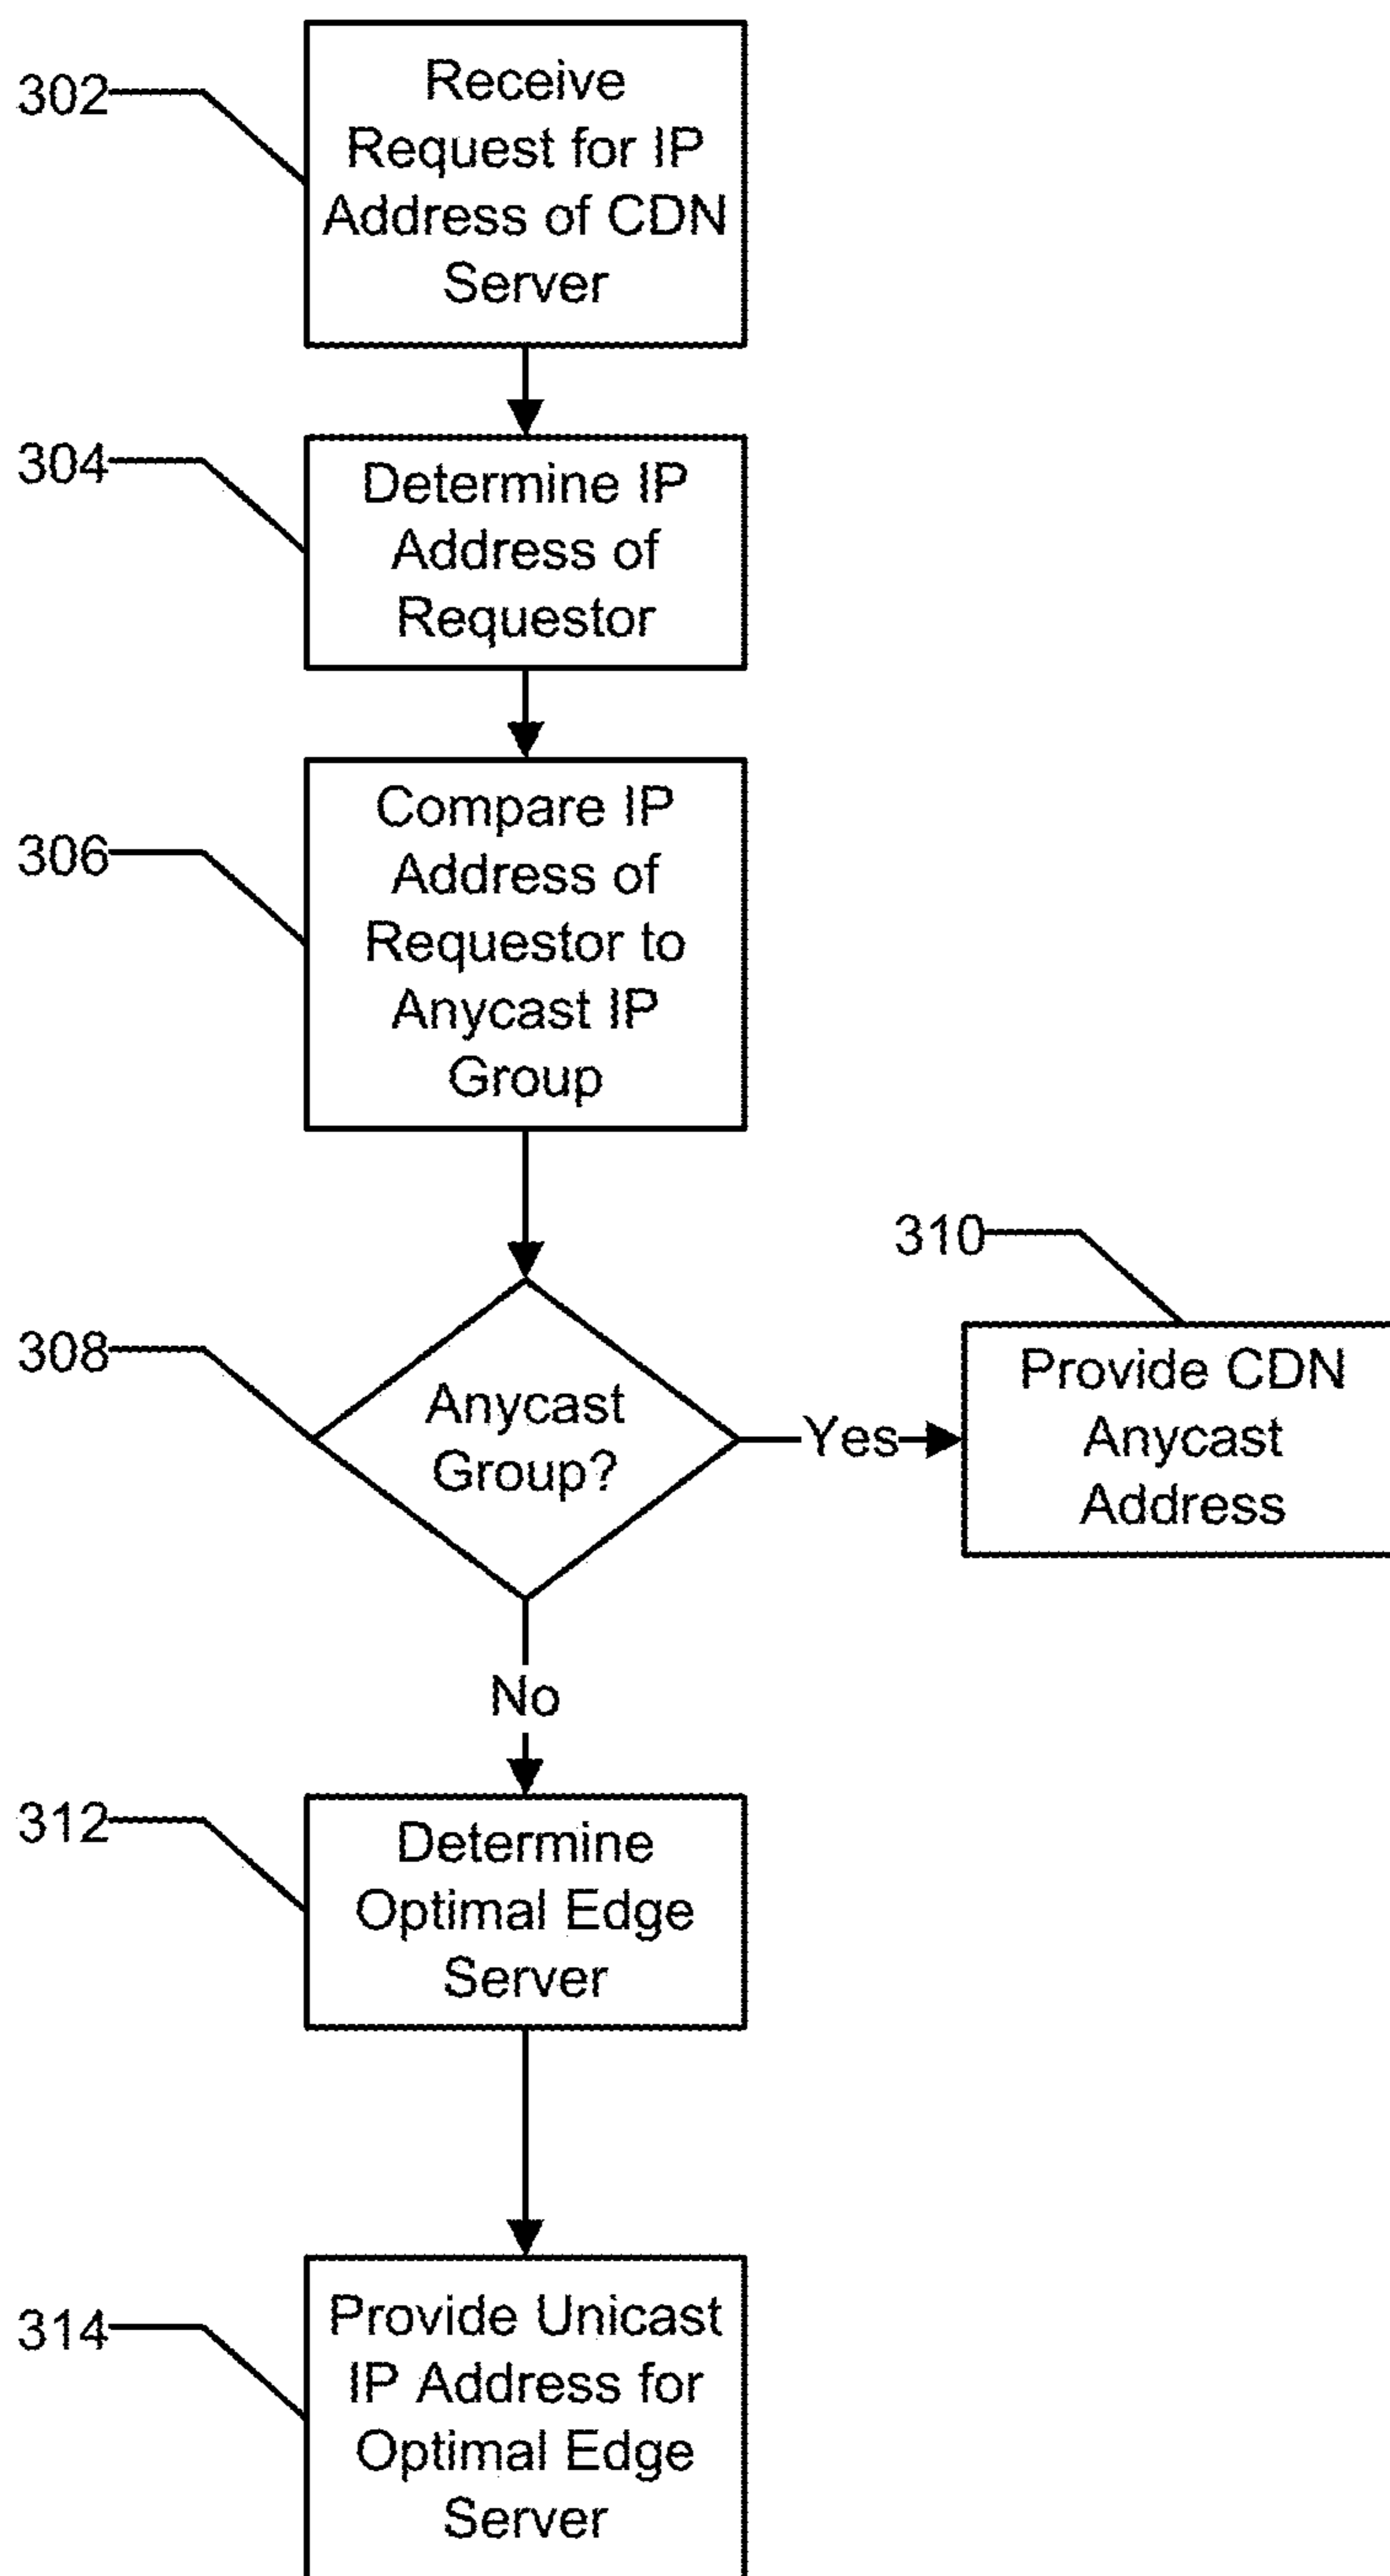 302
Receive
Request for IP
Address of CDN
Server
304
Determine IP
Address of
Requestor
306
Compare IP
Address of
Requestor to
Anycast IP
Group
308
Anycast
Group?
Yes
310
Provide CDN
Anycast
Address
No
312
Determine
Optimal Edge
Server
314
Provide Unicast
IP Address for
Optimal Edge
Server